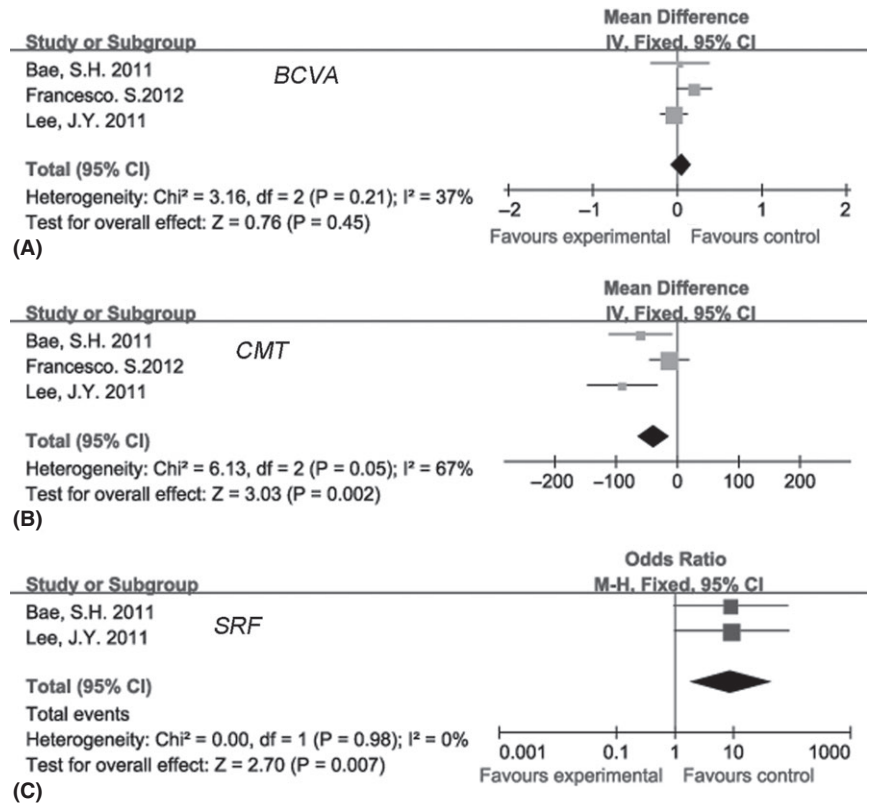 Mean Difference
Study or Subgroup IV, Fixed, 95% CI
Bae, S.H. 2011
BCVA
Francesco. S.2012
Lee, J.Y. 2011
Total (95% CI)
Heterogeneity: Chi² = 3.16, df = 2 (P = 0.21); I² = 37%
−2 −1 0 1 2
Test for overall effect: Z = 0.76 (P = 0.45)
Favours experimental Favours control
(A)
Mean Difference
Study or Subgroup IV, Fixed, 95% CI
Bae, S.H. 2011
CMT
Francesco. S.2012
Lee, J.Y. 2011
Total (95% CI)
Heterogeneity: Chi² = 6.13, df = 2 (P = 0.05); I² = 67%
−200 −100 0 100 200
Test for overall effect: Z = 3.03 (P = 0.002)
(B)
Odds Ratio
Study or Subgroup M-H, Fixed, 95% CI
Bae, S.H. 2011
SRF
Lee, J.Y. 2011
Total (95% CI)
Total events
Heterogeneity: Chi² = 0.00, df = 1 (P = 0.98); I² = 0%
0.001 0.1 1 10 1000
Test for overall effect: Z = 2.70 (P = 0.007)
Favours experimental Favours control
(C)